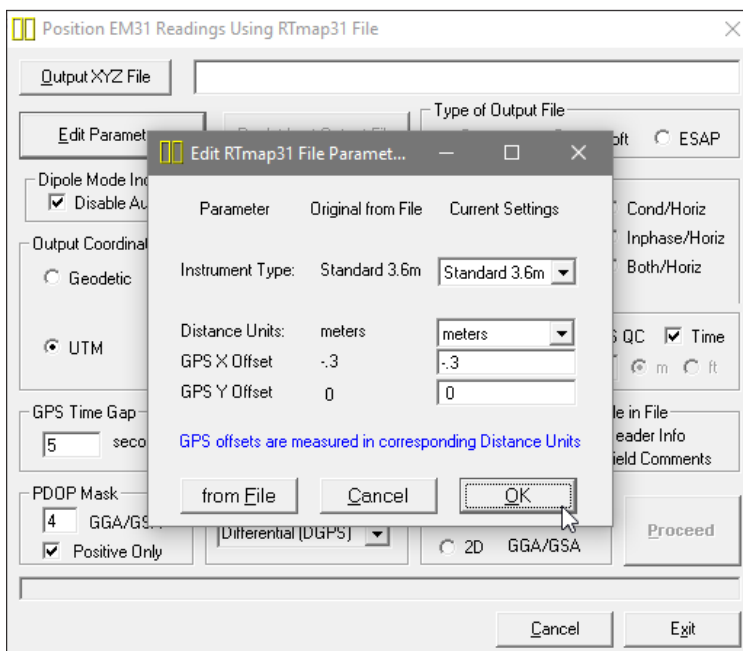 Position EM31 Readings Using RTmap31 File
Output XYZ File
Edit Paramet
Type of Output File
oft ESAP
Edit RTmap31 File Paramet...
Dipole Mode Ind
Disable Au
Parameter Original from File Current Settings
Cond/Horiz
Inphase/Horiz
Both/Horiz
Output Coordinat
Geodetic
UTM
Instrument Type: Standard 3.6m Standard 3.6m
Distance Units: meters meters
GPS X Offset -.3 -.3
GPS Y Offset 0 0
QC Time
m ft
GPS Time Gap
5 seco
GPS offsets are measured in corresponding Distance Units
le in File
eader Info
ield Comments
from File Cancel OK
PDOP Mask
4 GGA/GS
Positive Only
Differential (DGPS)
2D GGA/GSA
Proceed
Cancel Exit